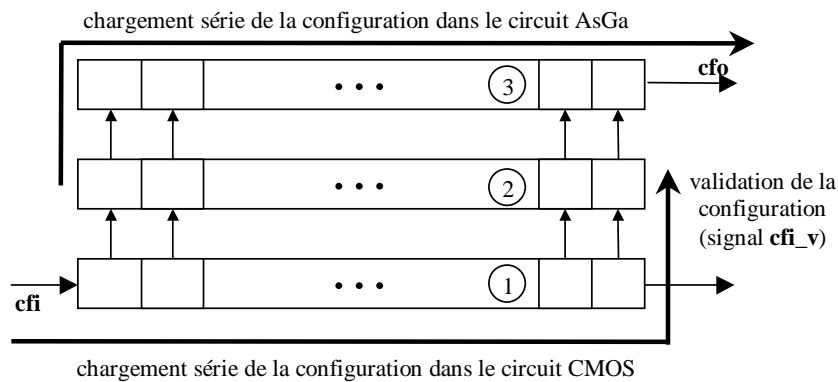 chargement série de la configuration dans le circuit AsGa
• • • 3
cfo
• • • 2
validation de la
configuration
(signal cfi_v)
• • • 1
cfi
chargement série de la configuration dans le circuit CMOS